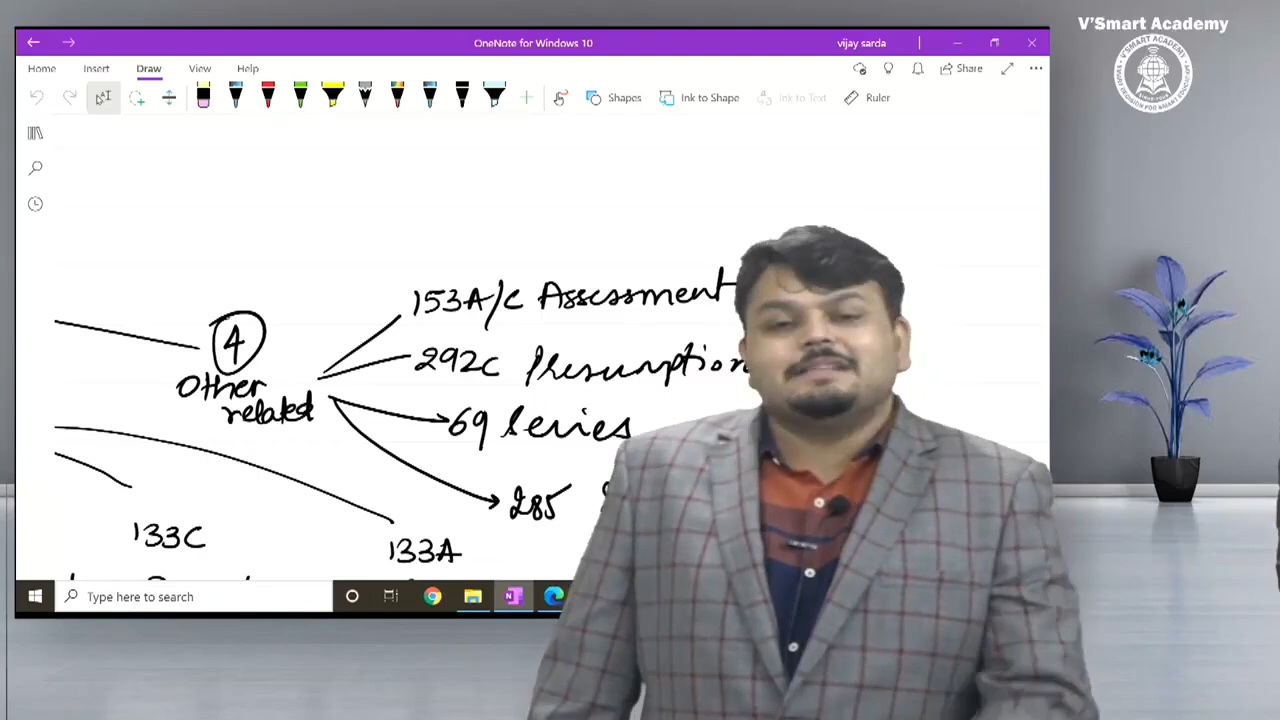 V'Smart Academy
OneNote for Windows 10
vijay sarda
Home Insert Draw View Help
Share
Shapes Ink to Shape Ink to Text Ruler
153A/C Assessment
4
292C Presumption
Other
related
69 Series
285
133C
133A
Type here to search